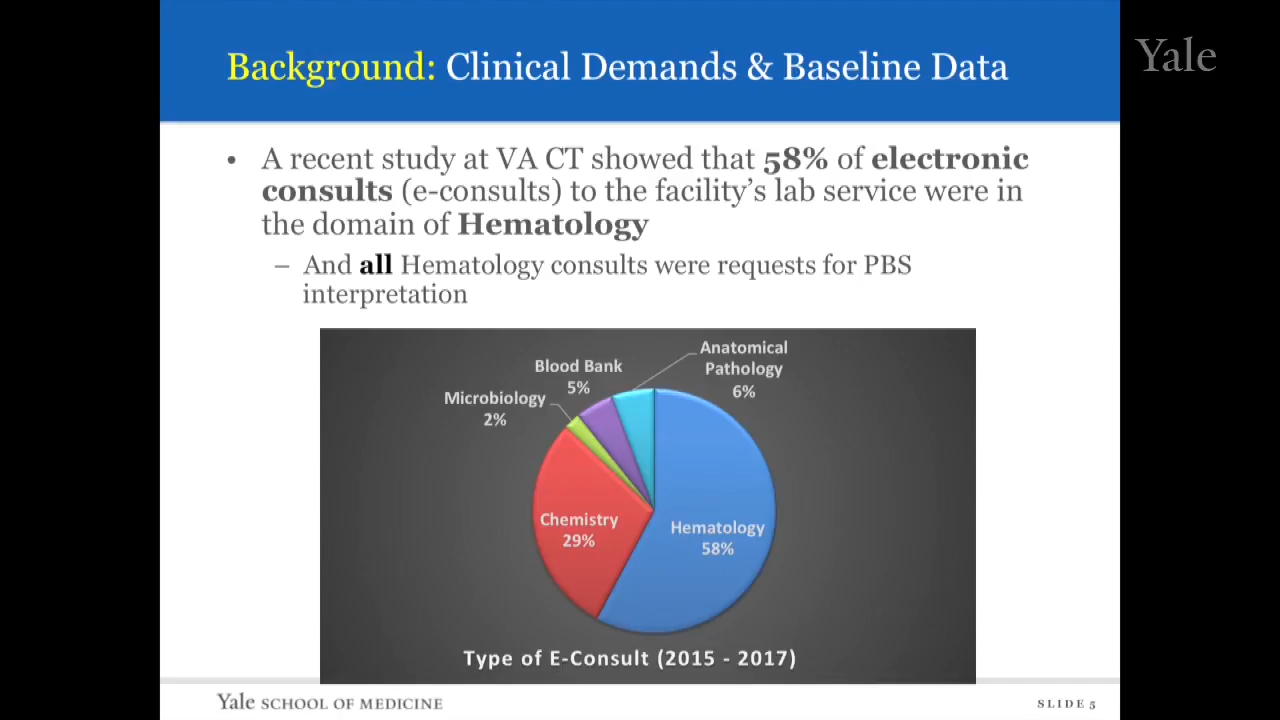 Background: Clinical Demands & Baseline Data
Yale
• A recent study at VA CT showed that 58% of electronic
consults (e-consults) to the facility’s lab service were in
the domain of Hematology
– And all Hematology consults were requests for PBS
interpretation
Anatomical
Pathology
6%
Blood Bank
5%
Microbiology
2%
Chemistry
29%
Hematology
58%
Type of E-Consult (2015 - 2017)
Yale SCHOOL OF MEDICINE
SLIDE 5